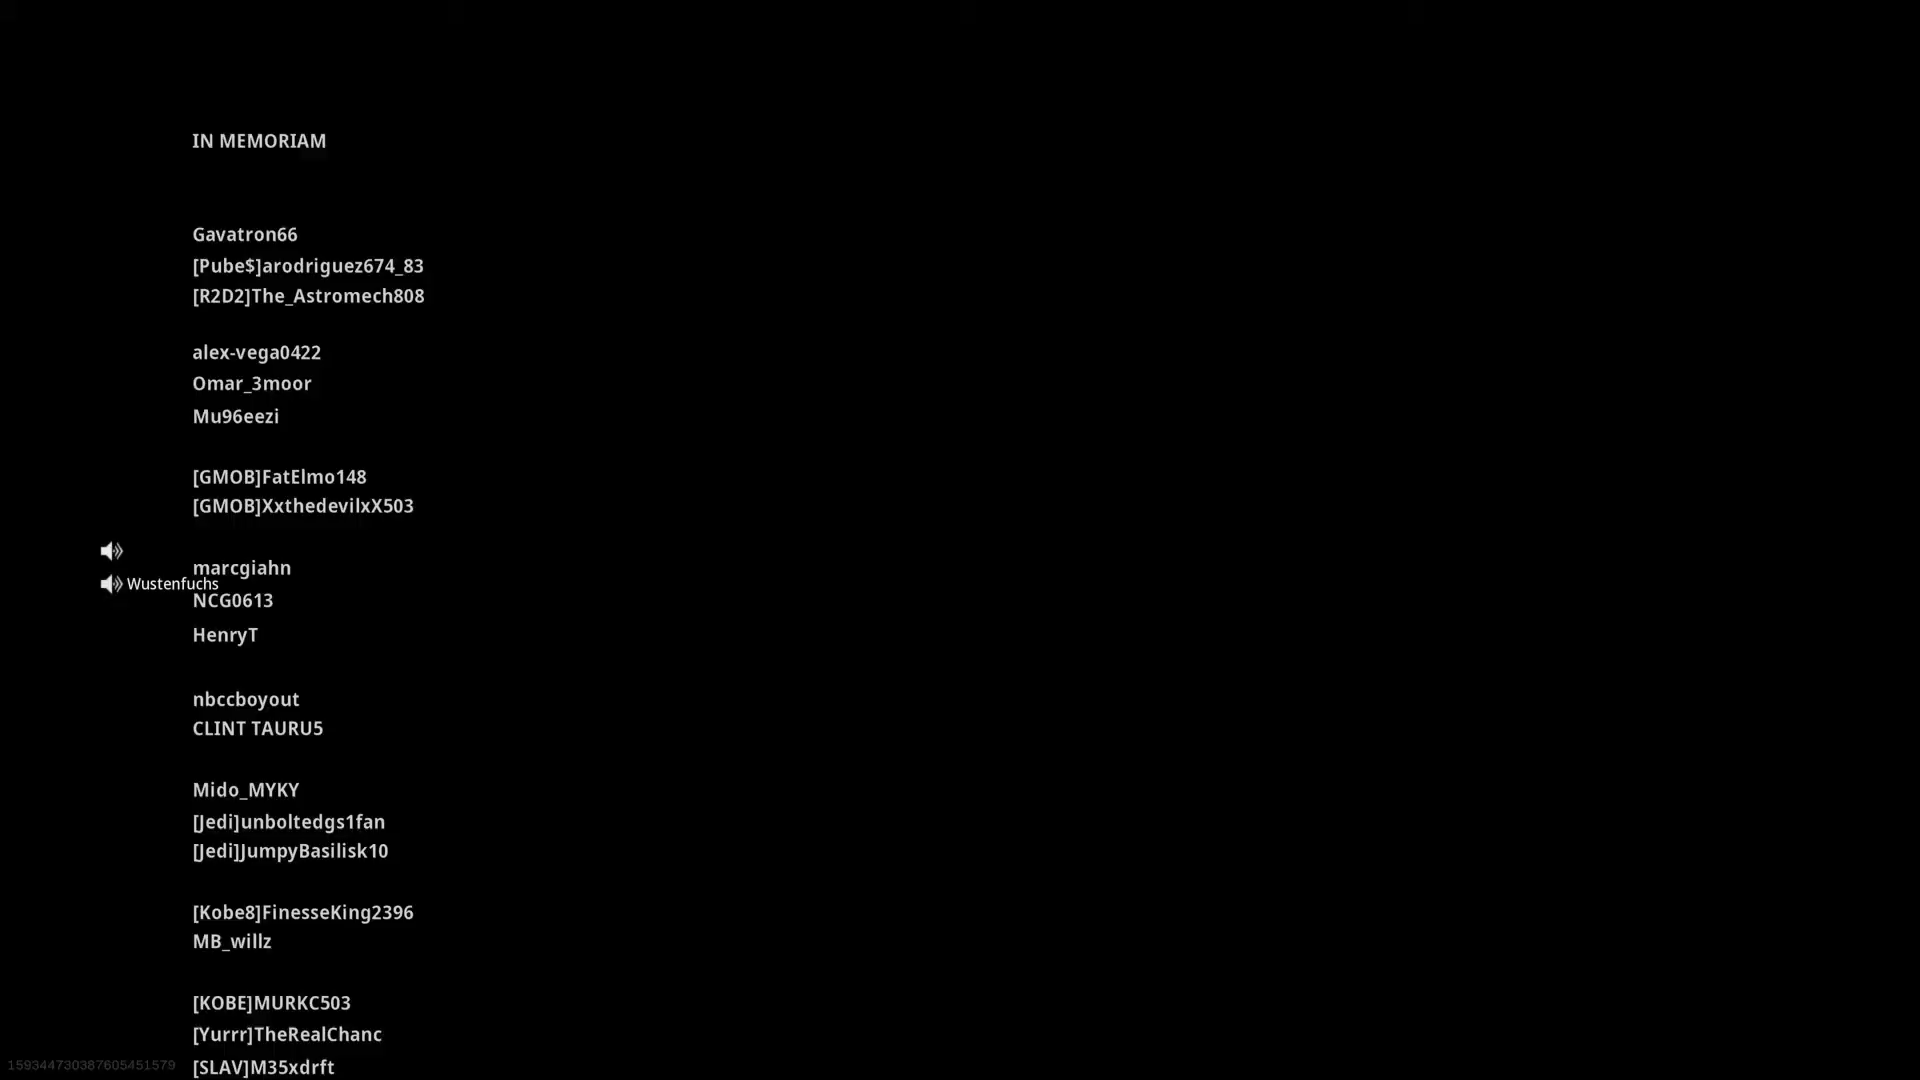 IN MEMORIAM
Gavatron66
[Pube$]arodriguez674_83
[R2D2]The_Astromech808
alex-vega0422
Omar_3moor
Mu96eezi
[GMOB]FatElmo148
[GMOB]XxthedevilxX503
marcgiahn
Wustenfuchs
NCG0613
HenryT
nbccboyout
CLINT TAURU5
Mido_MYKY
[Jedi]unboltedgs1fan
[Jedi]JumpyBasilisk10
[Kobe8]FinesseKing2396
MB_willz
[KOBE]MURKC503
[Yurrr]TheRealChanc
[SLAV]M35xdrft
159344730387605451579